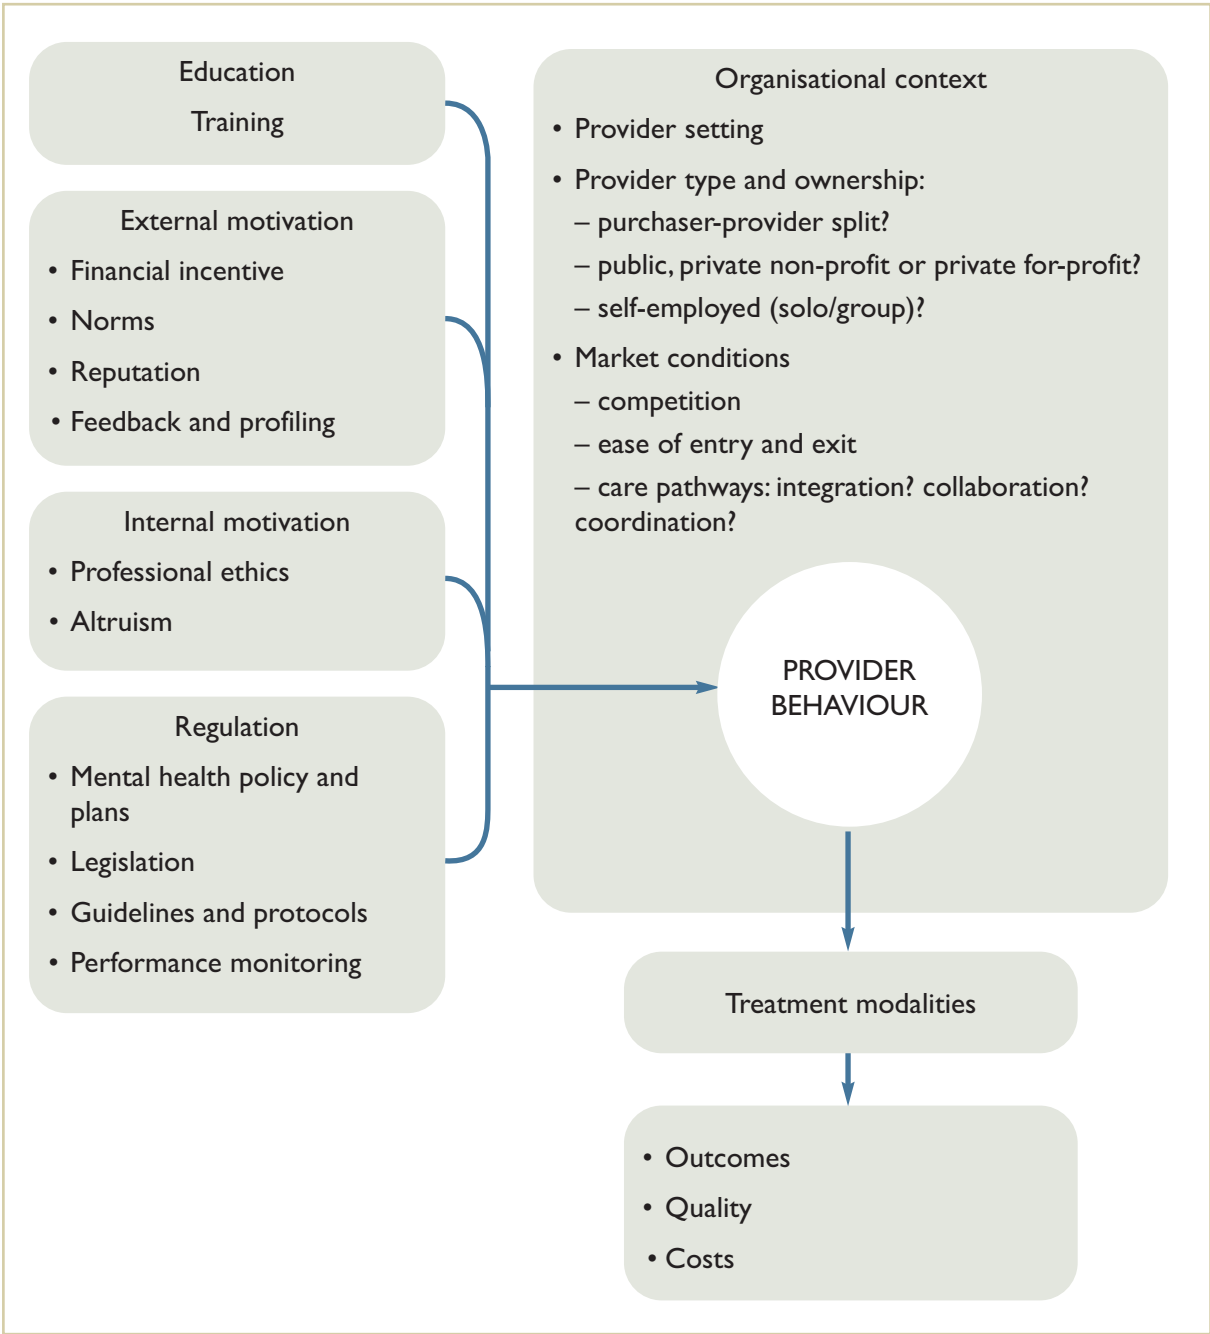 Education
Training
External motivation
• Financial incentive
• Norms
• Reputation
• Feedback and profiling
Internal motivation
• Professional ethics
• Altruism
Regulation
• Mental health policy and
plans
• Legislation
• Guidelines and protocols
• Performance monitoring
Organisational context
• Provider setting
• Provider type and ownership:
– purchaser-provider split?
– public, private non-profit or private for-profit?
– self-employed (solo/group)?
• Market conditions
– competition
– ease of entry and exit
– care pathways: integration? collaboration?
coordination?
PROVIDER
BEHAVIOUR
Treatment modalities
• Outcomes
• Quality
• Costs